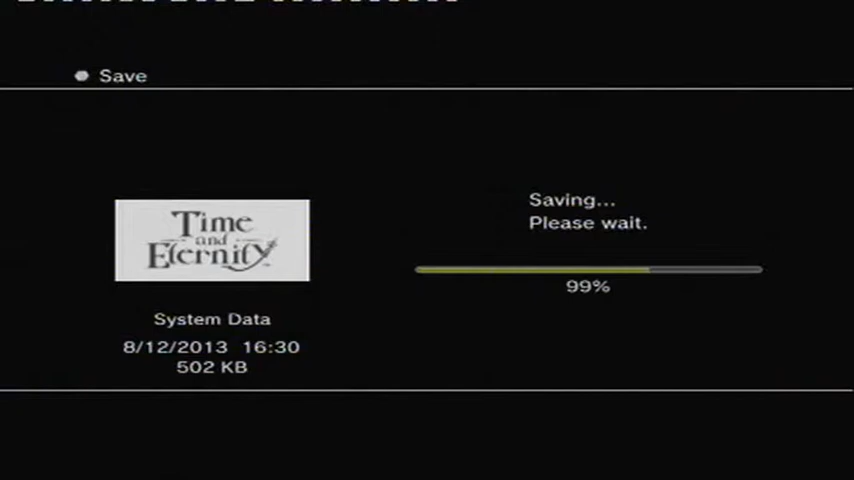 Save
Time
and
Eternity
Saving...
Please wait.
99%
System Data
8/12/2013 16:30
502 KB